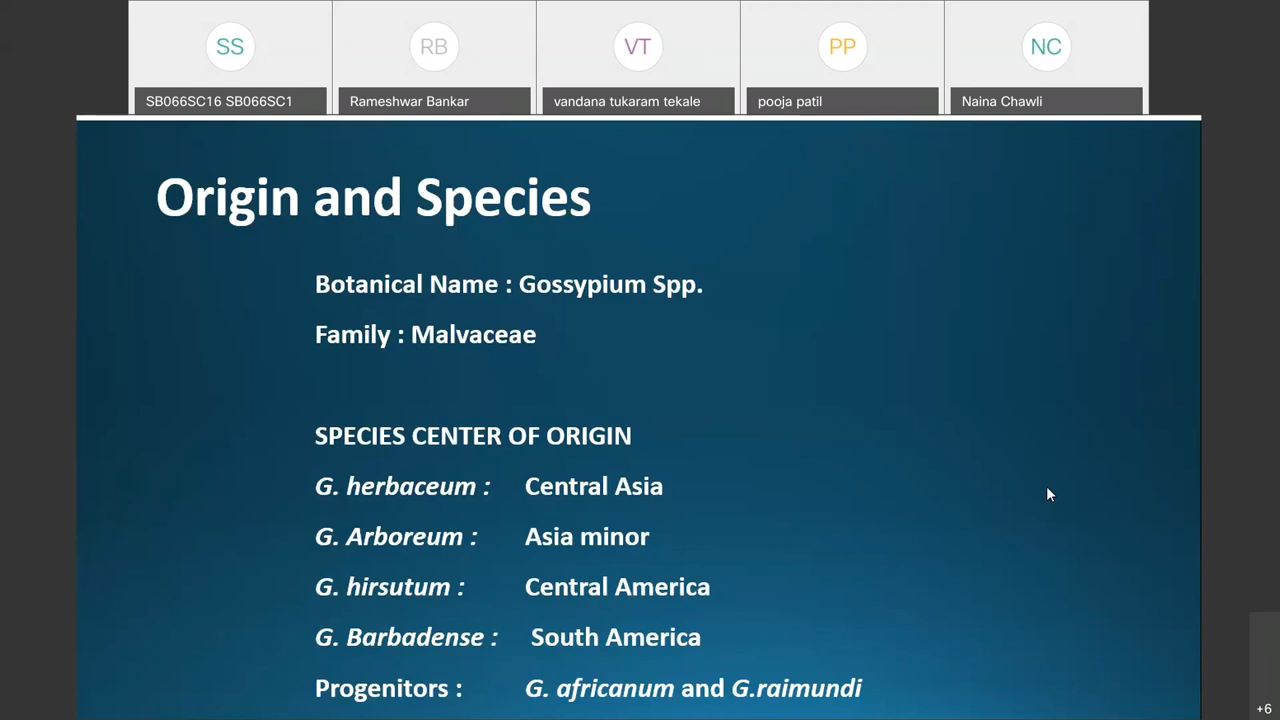 SS RB VT PP NC
SB066SC16 SB066SC1 Rameshwar Bankar vandana tukaram tekale pooja patil Naina Chawli
Origin and Species
Botanical Name : Gossypium Spp.
Family : Malvaceae
SPECIES CENTER OF ORIGIN
G. herbaceum : Central Asia
G. Arboreum : Asia minor
G. hirsutum : Central America
G. Barbadense : South America
Progenitors : G. africanum and G.raimundi
+6